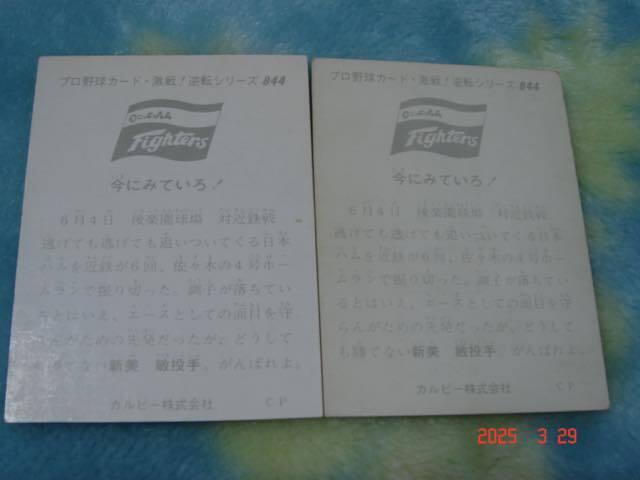 プロ野球カード・激戦！逆転シリーズ 844
Fighters
今にみていろ！
6月4日 後楽園球場 対近鉄戦
逃げても逃げても追いついてくる日本
ハムを近鉄が6回、佐々木の4号ホー
ムランで振り切った。調子が落ちてい
るとはいえ、エースとしての面目を守
らんがための先発だったが、どうして
も勝てない新美 敏投手。がんばれよ。
カルビー株式会社 CP
プロ野球カード・激戦！逆転シリーズ 844
Fighters
今にみていろ！
6月4日 後楽園球場 対近鉄戦
逃げても逃げても追いついてくる日本
ハムを近鉄が6回、佐々木の4号ホー
ムランで振り切った。調子が落ちてい
るとはいえ、エースとしての面目を守
らんがための先発だったが、どうして
も勝てない新美 敏投手。がんばれよ。
カルビー株式会社 CP
2025 3 29